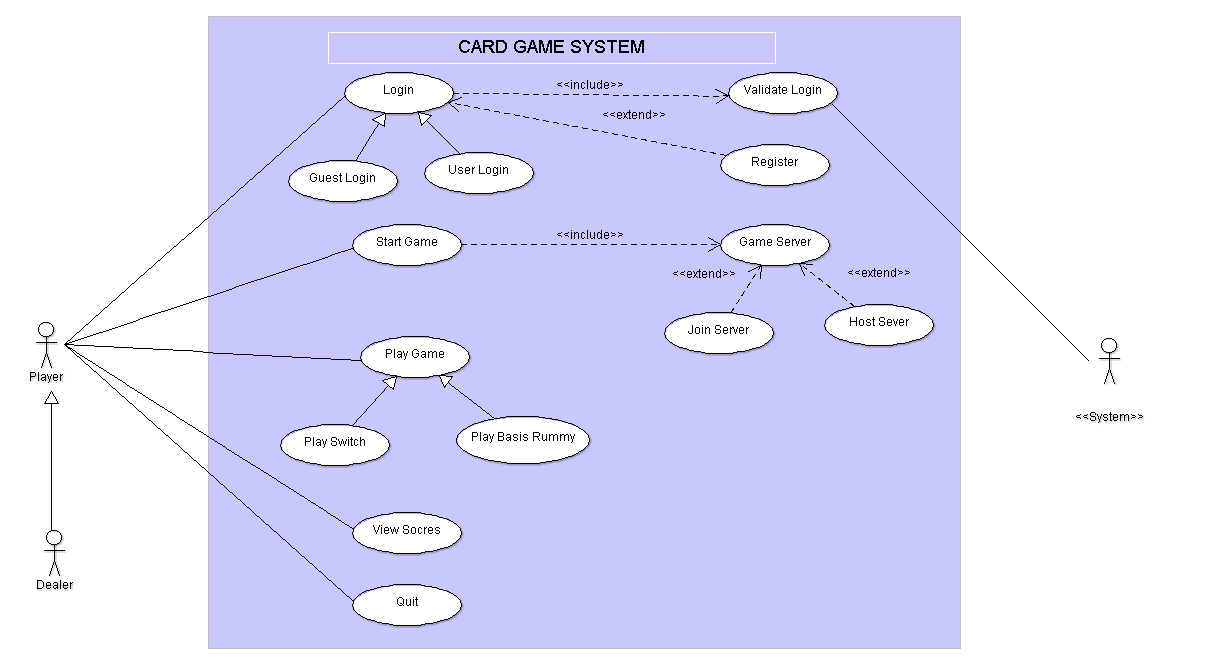 CARD GAME SYSTEM
Login
<<include>>
Validate Login
<<extend>>
Register
Guest Login
User Login
Start Game
<<include>>
Game Server
<<extend>>
<<extend>>
Join Server
Host Sever
Player
Play Game
<<System>>
Play Switch
Play Basis Rummy
View Socres
Dealer
Quit